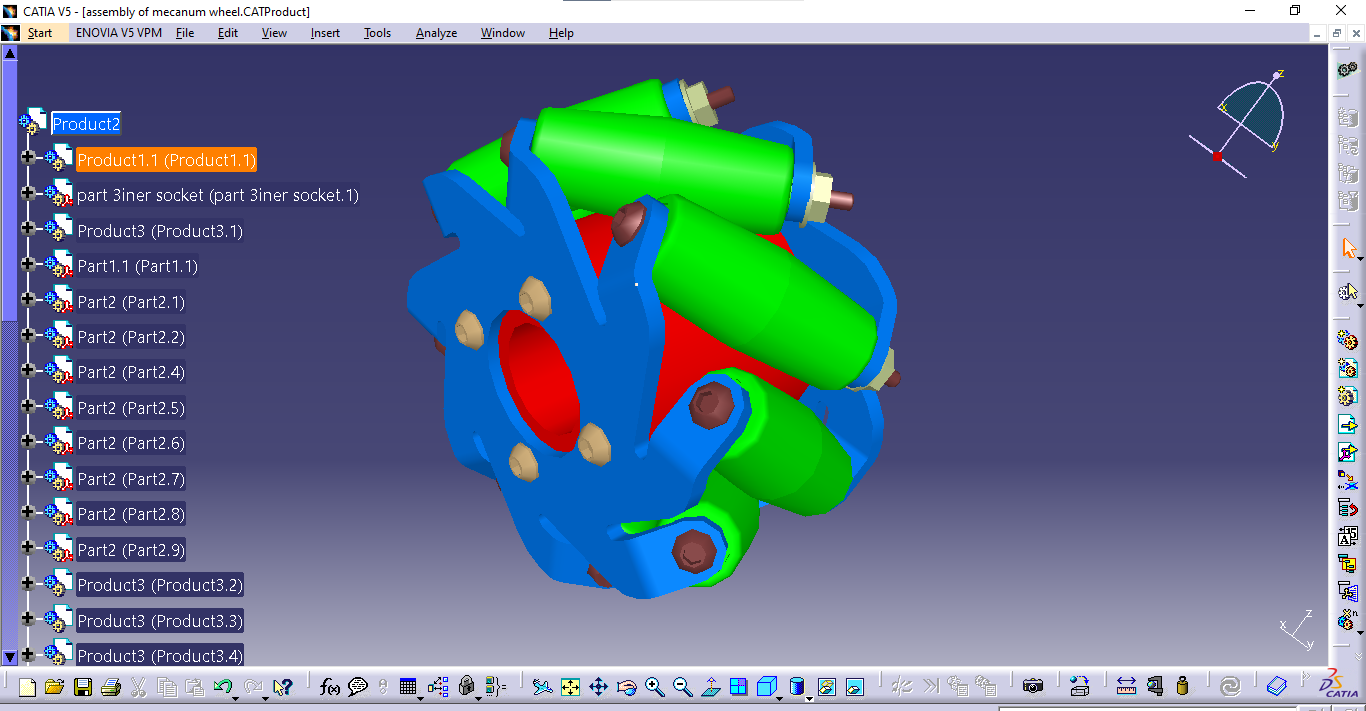 CATIA V5 - [assembly of mecanum wheel.CATProduct]
Start ENOVIA V5 VPM File Edit View Insert Tools Analyze Window Help
Product2
Product1.1 (Product1.1)
part 3iner socket (part 3iner socket.1)
Product3 (Product3.1)
Part1.1 (Part1.1)
Part2 (Part2.1)
Part2 (Part2.2)
Part2 (Part2.4)
Part2 (Part2.5)
Part2 (Part2.6)
Part2 (Part2.7)
Part2 (Part2.8)
Part2 (Part2.9)
Product3 (Product3.2)
Product3 (Product3.3)
Product3 (Product3.4)
z
x
y
z
x
y
f(x)
DS CATIA